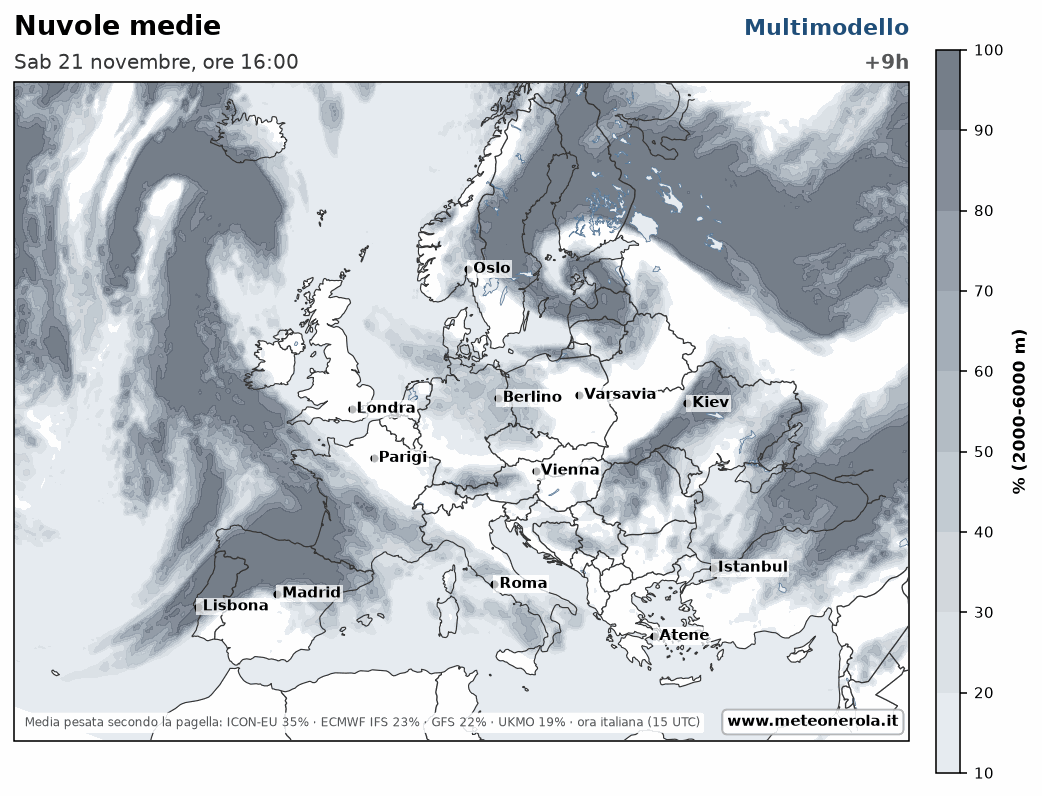 Nuvole medie
Multimodello
Sab 21 novembre, ore 16:00
+9h
100
90
80
70
60
50
40
30
20
10
% (2000-6000 m)
Oslo
Berlino
Varsavia
Kiev
Londra
Parigi
Vienna
Istanbul
Roma
Madrid
Lisbona
Atene
Media pesata secondo la pagella: ICON-EU 35% · ECMWF IFS 23% · GFS 22% · UKMO 19% · ora italiana (15 UTC)
www.meteonerola.it